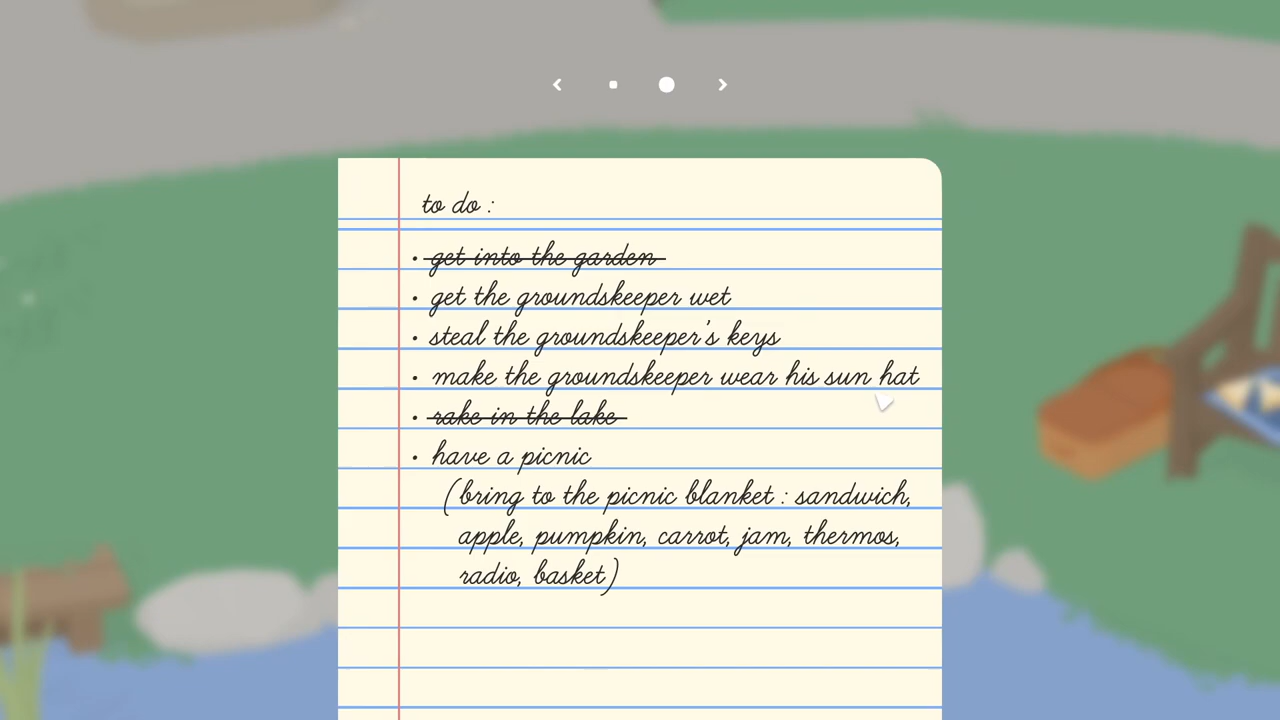 to do :
• get into the garden
• get the groundskeeper wet
• steal the groundskeeper's keys
• make the groundskeeper wear his sun hat
• rake in the lake
• have a picnic
(bring to the picnic blanket : sandwich,
apple, pumpkin, carrot, jam, thermos,
radio, basket)